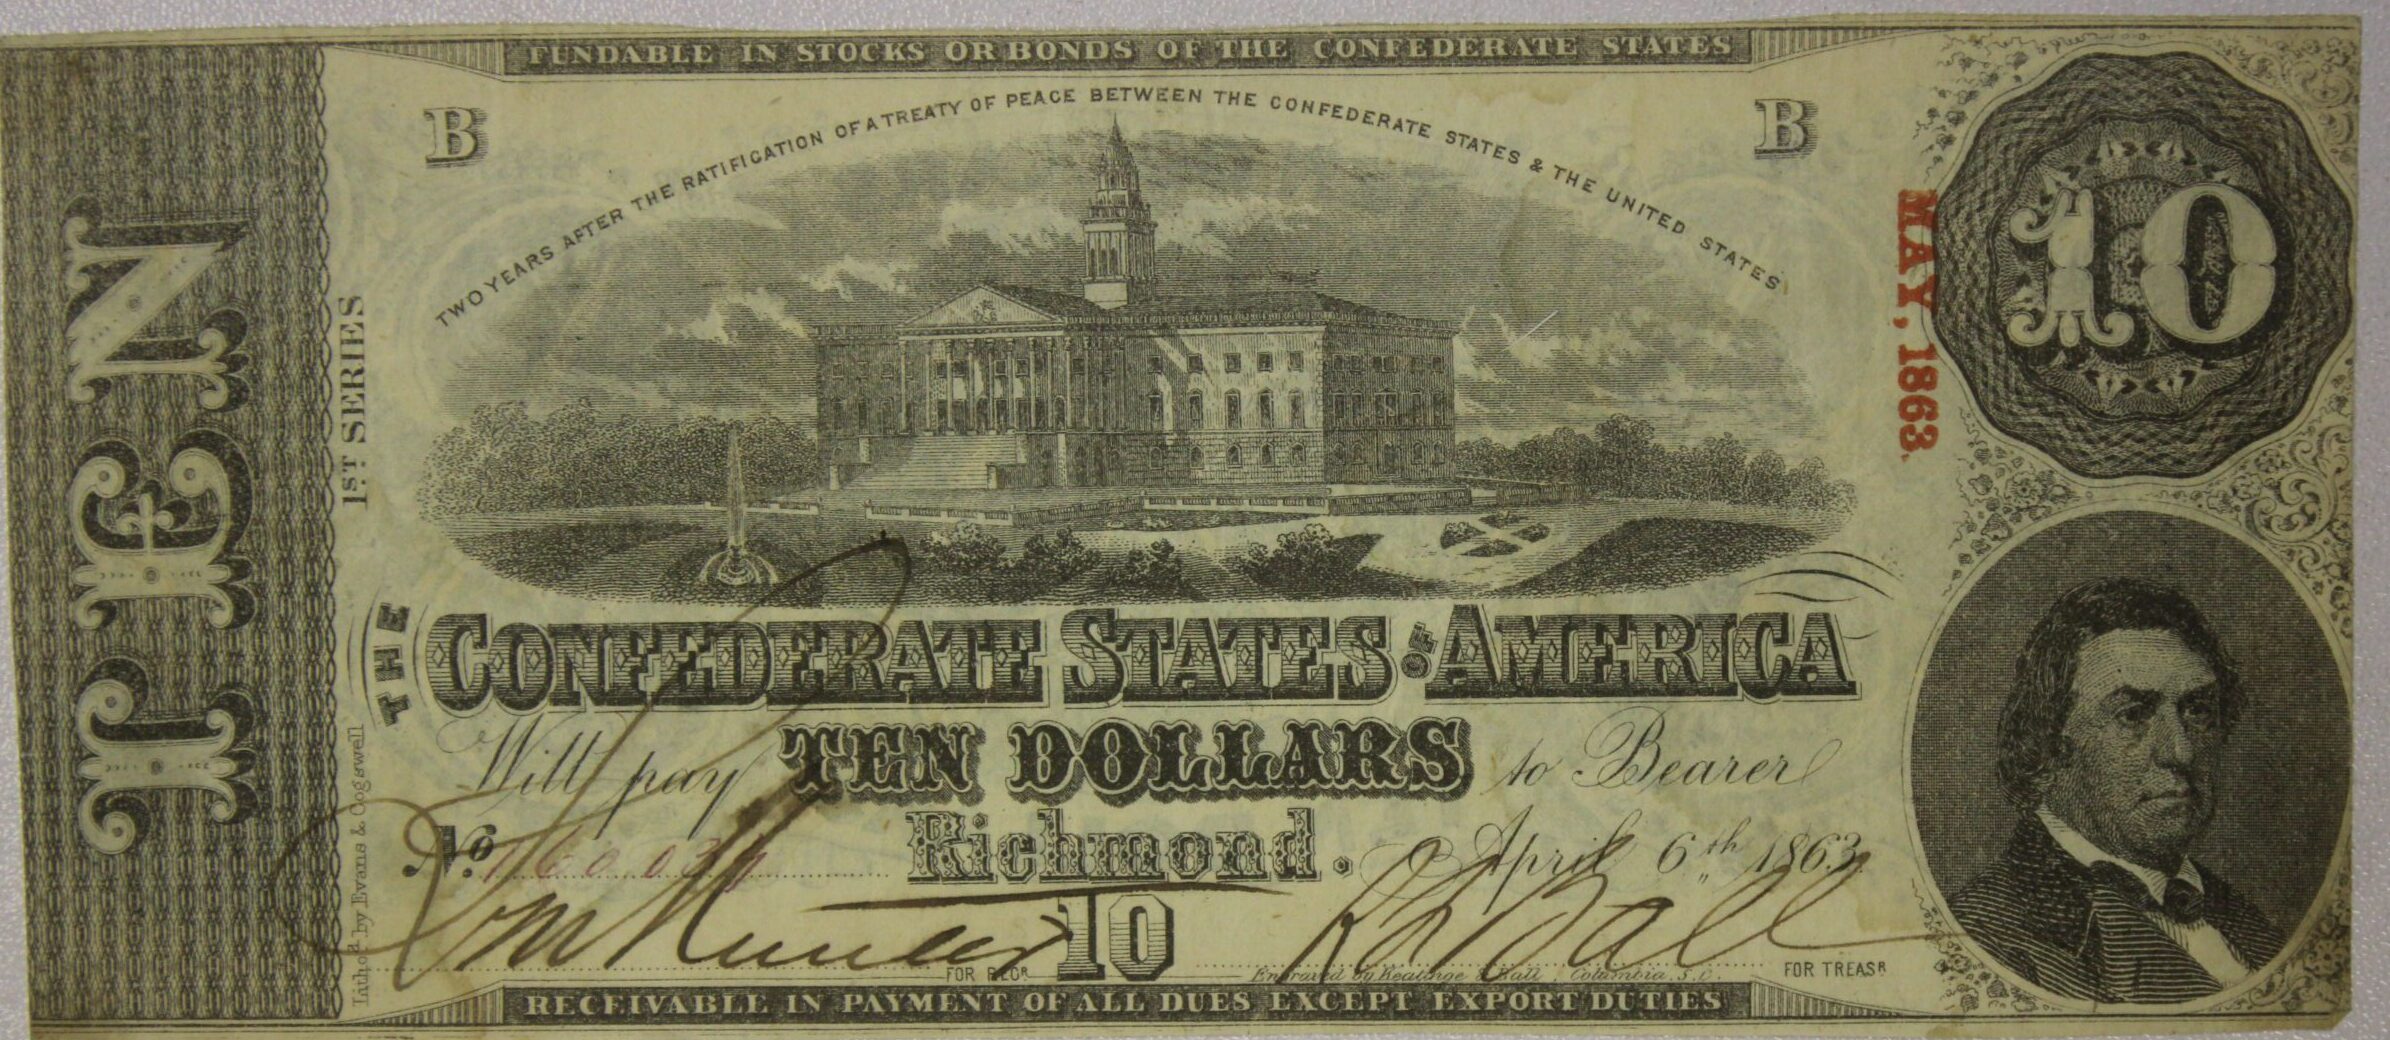 FUNDABLE IN STOCKS OR BONDS OF THE CONFEDERATE STATES
B
B
TWO YEARS AFTER THE RATIFICATION OF A TREATY OF PEACE BETWEEN THE CONFEDERATE STATES & THE UNITED STATES
TEN
1ST SERIES
MAY, 1863.
10
THE CONFEDERATE STATES OF AMERICA
Will pay TEN DOLLARS to Bearer
No.
Richmond. April 6th 1863.
10
FOR REGR
Engraved by Keatinge & Ball, Columbia, S.C.
FOR TREASR
Lithog'd by Evans & Cogswell
RECEIVABLE IN PAYMENT OF ALL DUES EXCEPT EXPORT DUTIES